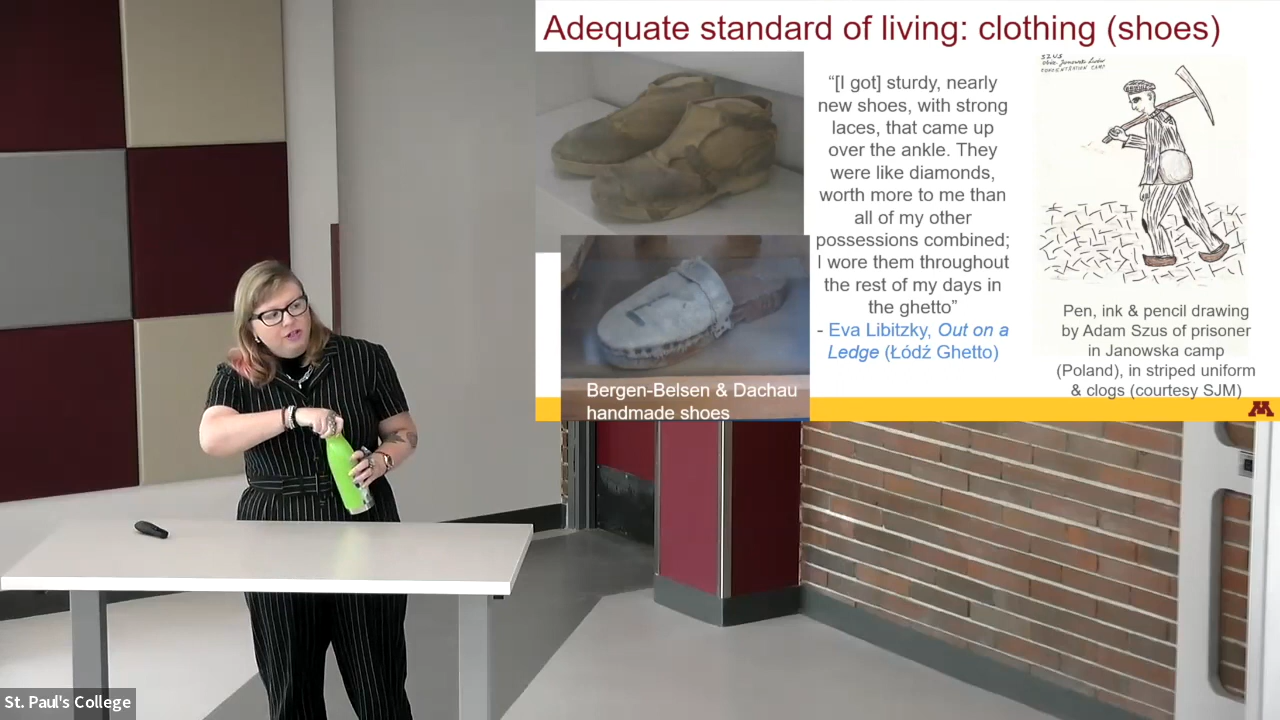 Adequate standard of living: clothing (shoes)
“[I got] sturdy, nearly
new shoes, with strong
laces, that came up
over the ankle. They
were like diamonds,
worth more to me than
all of my other
possessions combined;
I wore them throughout
the rest of my days in
the ghetto”
- Eva Libitzky, Out on a
Ledge (Łódź Ghetto)
Bergen-Belsen & Dachau
handmade shoes
CONCENTRATION CAMP
Pen, ink & pencil drawing
by Adam Szus of prisoner
in Janowska camp
(Poland), in striped uniform
& clogs (courtesy SJM)
M
St. Paul's College